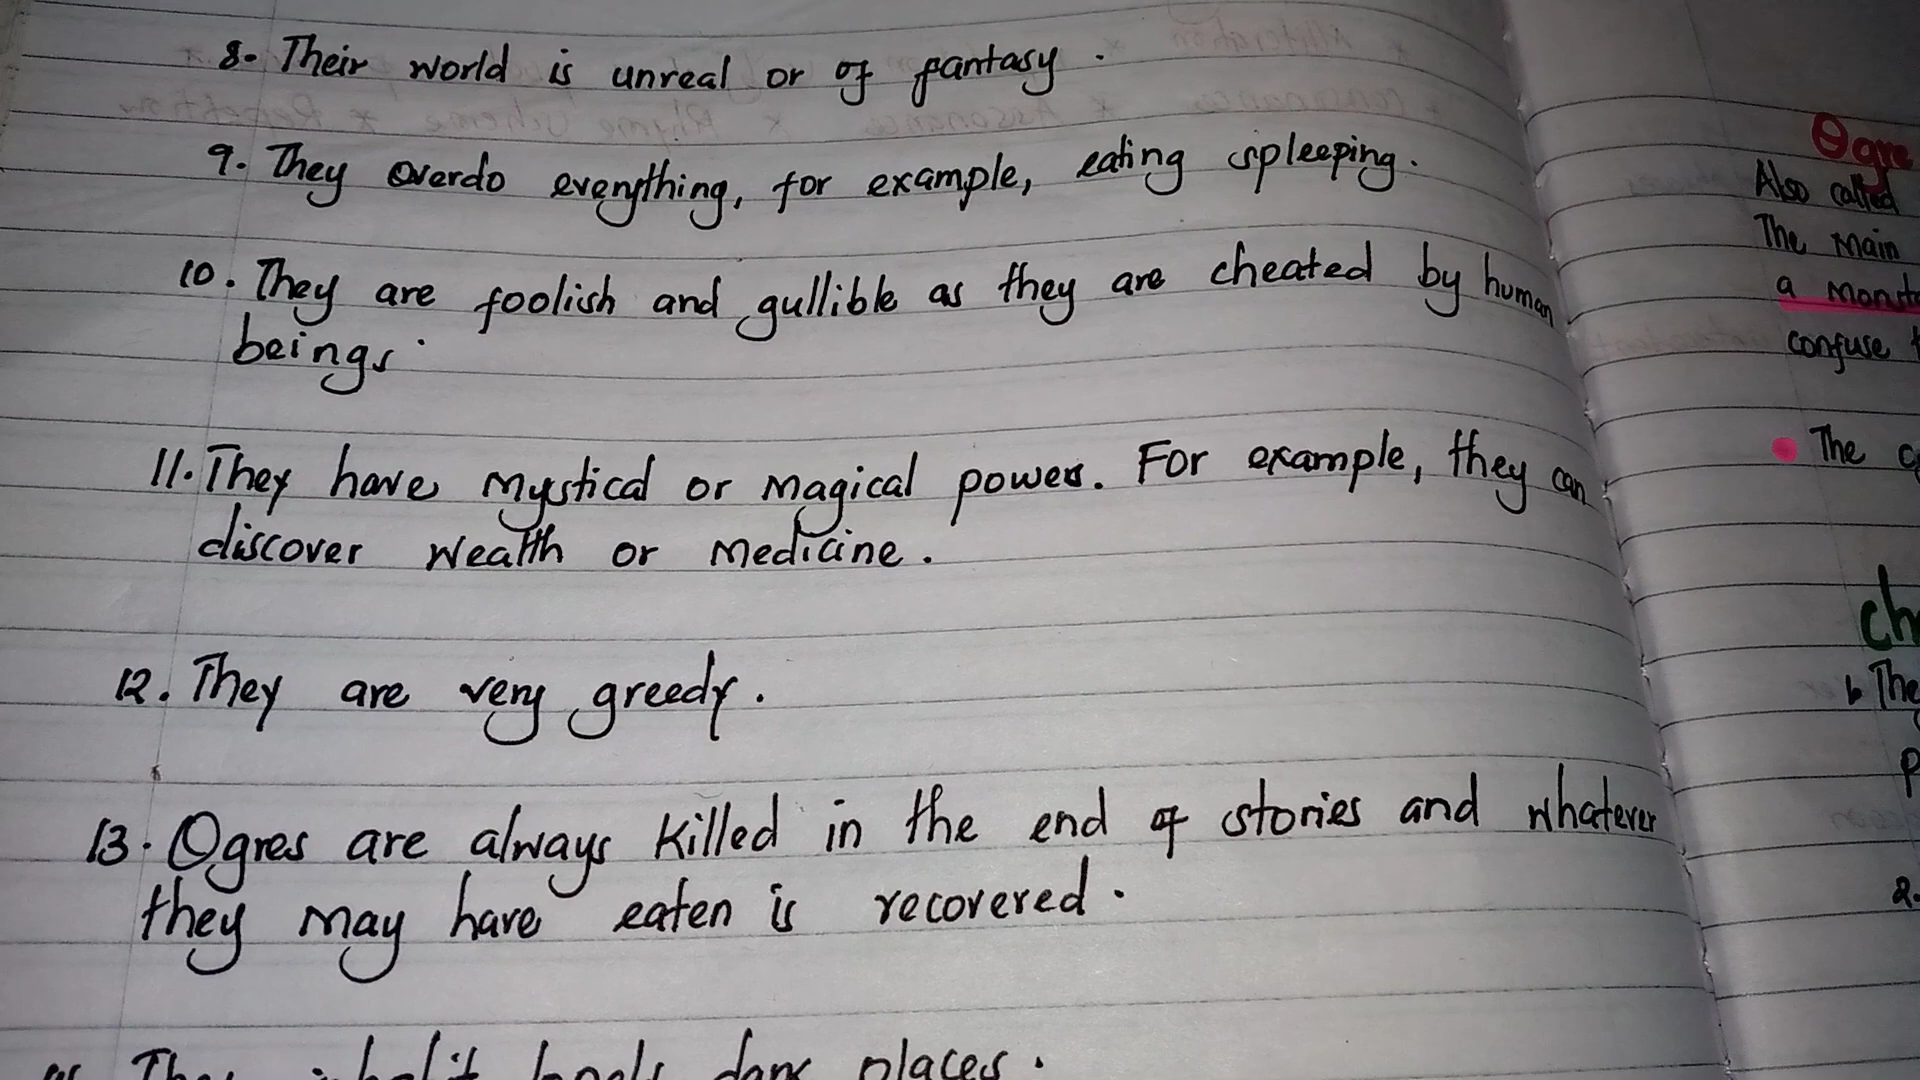 8. Their world is unreal or of fantasy.
9. They overdo everything, for example, eating spleeping.
10. They are foolish and gullible as they are cheated by human
beings.
11. They have mystical or magical powers. For example, they can
discover wealth or medicine.
12. They are very greedy.
13. Ogres are always killed in the end of stories and whatever
they may have eaten is recovered.
They places.
Ogre
Also called
The main
a monst
confuse
The
ch
The
P
2.